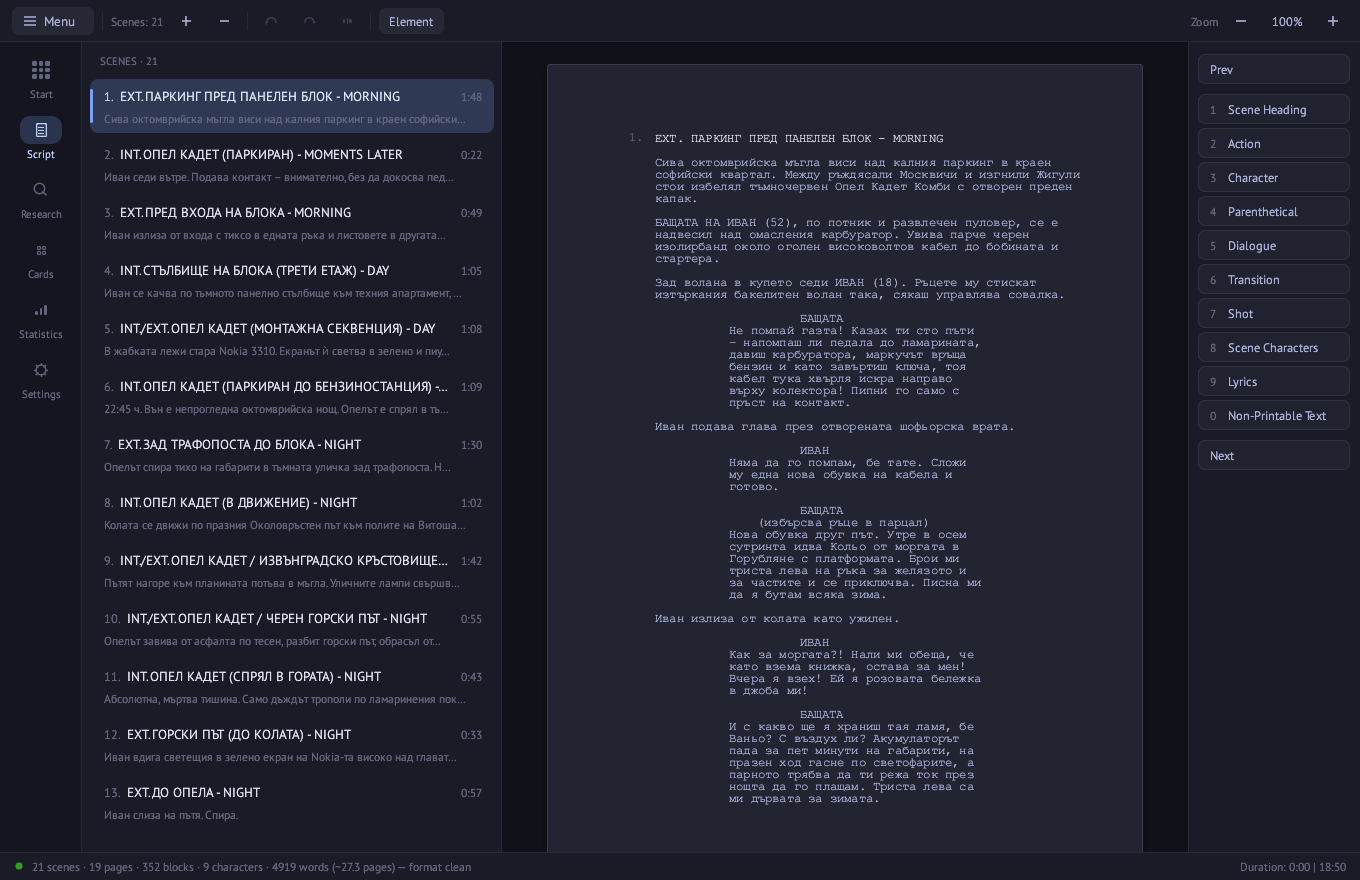 Menu
Scenes: 21
Element
Zoom
100%
Start
Script
Research
Cards
Statistics
Settings
SCENES · 21
1. EXT. ПАРКИНГ ПРЕД ПАНЕЛЕН БЛОК - MORNING 1:48
Сива октомврийска мъгла виси над калния паркинг в краен софийски...
2. INT. ОПЕЛ КАДЕТ (ПАРКИРАН) - MOMENTS LATER 0:22
Иван седи вътре. Подава контакт – внимателно, без да докосва пед...
3. EXT. ПРЕД ВХОДА НА БЛОКА - MORNING 0:49
Иван излиза от входа с тиксо в едната ръка и листовете в другата...
4. INT. СТЪЛБИЩЕ НА БЛОКА (ТРЕТИ ЕТАЖ) - DAY 1:05
Иван се качва по тъмното панелно стълбище към техния апартамент, ...
5. INT./EXT. ОПЕЛ КАДЕТ (МОНТАЖНА СЕКВЕНЦИЯ) - DAY 1:08
В жабката лежи стара Nokia 3310. Екранът ѝ светва в зелено и пиу...
6. INT. ОПЕЛ КАДЕТ (ПАРКИРАН ДО БЕНЗИНОСТАНЦИЯ) -... 1:09
22:45 ч. Вън е непрогледна октомврийска нощ. Опелът е спрял в тъ...
7. EXT. ЗАД ТРАФОПОСТА ДО БЛОКА - NIGHT 1:30
Опелът спира тихо на габарити в тъмната уличка зад трафопоста. Н...
8. INT. ОПЕЛ КАДЕТ (В ДВИЖЕНИЕ) - NIGHT 1:02
Колата се движи по празния Околовръстен път към полите на Витоша...
9. INT./EXT. ОПЕЛ КАДЕТ / ИЗВЪНГРАДСКО КРЪСТОВИЩЕ... 1:42
Пътят нагоре към планината потъва в мъгла. Уличните лампи свършв...
10. INT./EXT. ОПЕЛ КАДЕТ / ЧЕРЕН ГОРСКИ ПЪТ - NIGHT 0:55
Опелът завива от асфалта по тесен, разбит горски път, обрасъл от...
11. INT. ОПЕЛ КАДЕТ (СПРЯЛ В ГОРАТА) - NIGHT 0:43
Абсолютна, мъртва тишина. Само дъждът трополи по ламаринения пок...
12. EXT. ГОРСКИ ПЪТ (ДО КОЛАТА) - NIGHT 0:33
Иван вдига светещия в зелено екран на Nokia-та високо над глават...
13. EXT. ДО ОПЕЛА - NIGHT 0:57
Иван слиза на пътя. Спира.
1. EXT. ПАРКИНГ ПРЕД ПАНЕЛЕН БЛОК - MORNING
Сива октомврийска мъгла виси над калния паркинг в краен
софийски квартал. Между ръждясали Москвичи и изгнили Жигули
стои избелял тъмночервен Опел Кадет Комби с отворен преден
капак.
БАЩАТА НА ИВАН (52), по потник и развлечен пуловер, се е
надвесил над омасления карбуратор. Увива парче черен
изолирбанд около оголен високоволтов кабел до бобината и
стартера.
Зад волана в купето седи ИВАН (18). Ръцете му стискат
изтъркания бакелитен волан така, сякаш управлява совалка.
БАЩАТА
Не помпай газта! Казах ти сто пъти
– напомпаш ли педала до ламарината,
давиш карбуратора, маркучът връща
бензин и като завъртиш ключа, тоя
кабел тука хвърля искра направо
върху колектора! Пипни го само с
пръст на контакт.
Иван подава глава през отворената шофьорска врата.
ИВАН
Няма да го помпам, бе тате. Сложи
му една нова обувка на кабела и
готово.
БАЩАТА
(избърсва ръце в парцал)
Нова обувка друг път. Утре в осем
сутринта идва Кольо от моргата в
Горубляне с платформата. Брои ми
триста лева на ръка за желязото и
за частите и се приключва. Писна ми
да я бутам всяка зима.
Иван излиза от колата като ужилен.
ИВАН
Как за моргата?! Нали ми обеща, че
като взема книжка, остава за мен!
Вчера я взех! Ей я розовата бележка
в джоба ми!
БАЩАТА
И с какво ще я храниш тая ламя, бе
Ваньо? С въздух ли? Акумулаторът
пада за пет минути на габарити, на
празен ход гасне по светофарите, а
парното трябва да ти режа ток през
нощта да го плащам. Триста лева са
ми дървата за зимата.
Prev
1 Scene Heading
2 Action
3 Character
4 Parenthetical
5 Dialogue
6 Transition
7 Shot
8 Scene Characters
9 Lyrics
0 Non-Printable Text
Next
21 scenes · 19 pages · 352 blocks · 9 characters · 4919 words (~27.3 pages) — format clean
Duration: 0:00 | 18:50